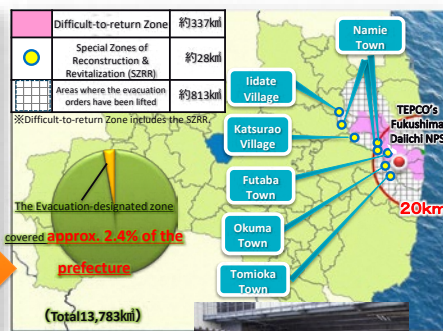 Difficult-to-return Zone 約337㎢
Special Zones of
Reconstruction &
Revitalization (SZRR) 約28㎢
Areas where the evacuation
orders have been lifted 約813㎢
※Difficult-to-return Zone includes the SZRR.
The Evacuation-designated zone
covered approx. 2.4% of the
prefecture
(Total13,783㎢)
Namie
Town
Iidate
Village
Katsurao
Village
Futaba
Town
Okuma
Town
Tomioka
Town
TEPCO's
Fukushima
Daiichi NPS
20km